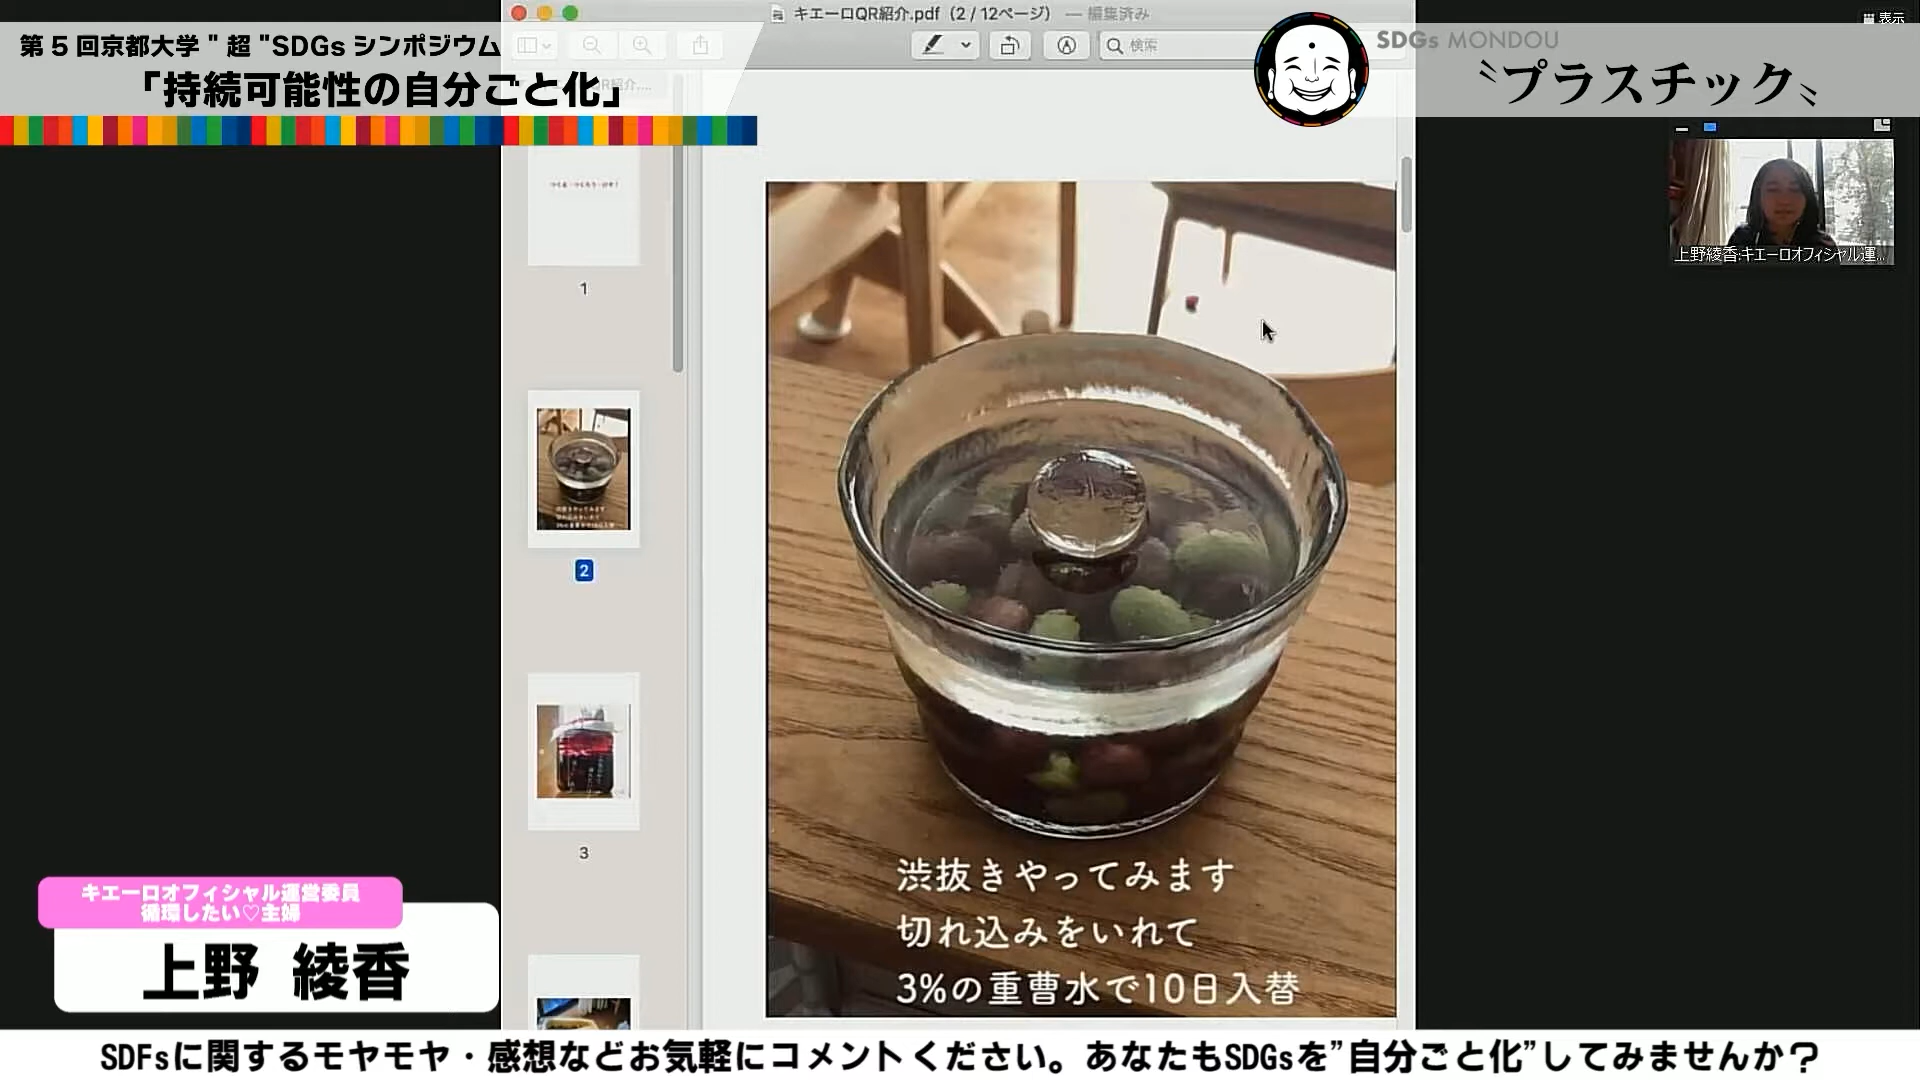 キエーロQR紹介.pdf（2 / 12ページ） — 編集済み
表示
第５回京都大学＂超＂SDGsシンポジウム
「持続可能性の自分ごと化」
検索
SDGs MONDOU
〝プラスチック〟
上野綾香:キエーロオフィシャル運...
1
2
3
渋抜きやってみます
切れ込みをいれて
3%の重曹水で10日入替
キエーロオフィシャル運営委員
循環したい♡主婦
上野 綾香
SDFsに関するモヤモヤ・感想などお気軽にコメントください。あなたもSDGsを”自分ごと化”してみませんか？